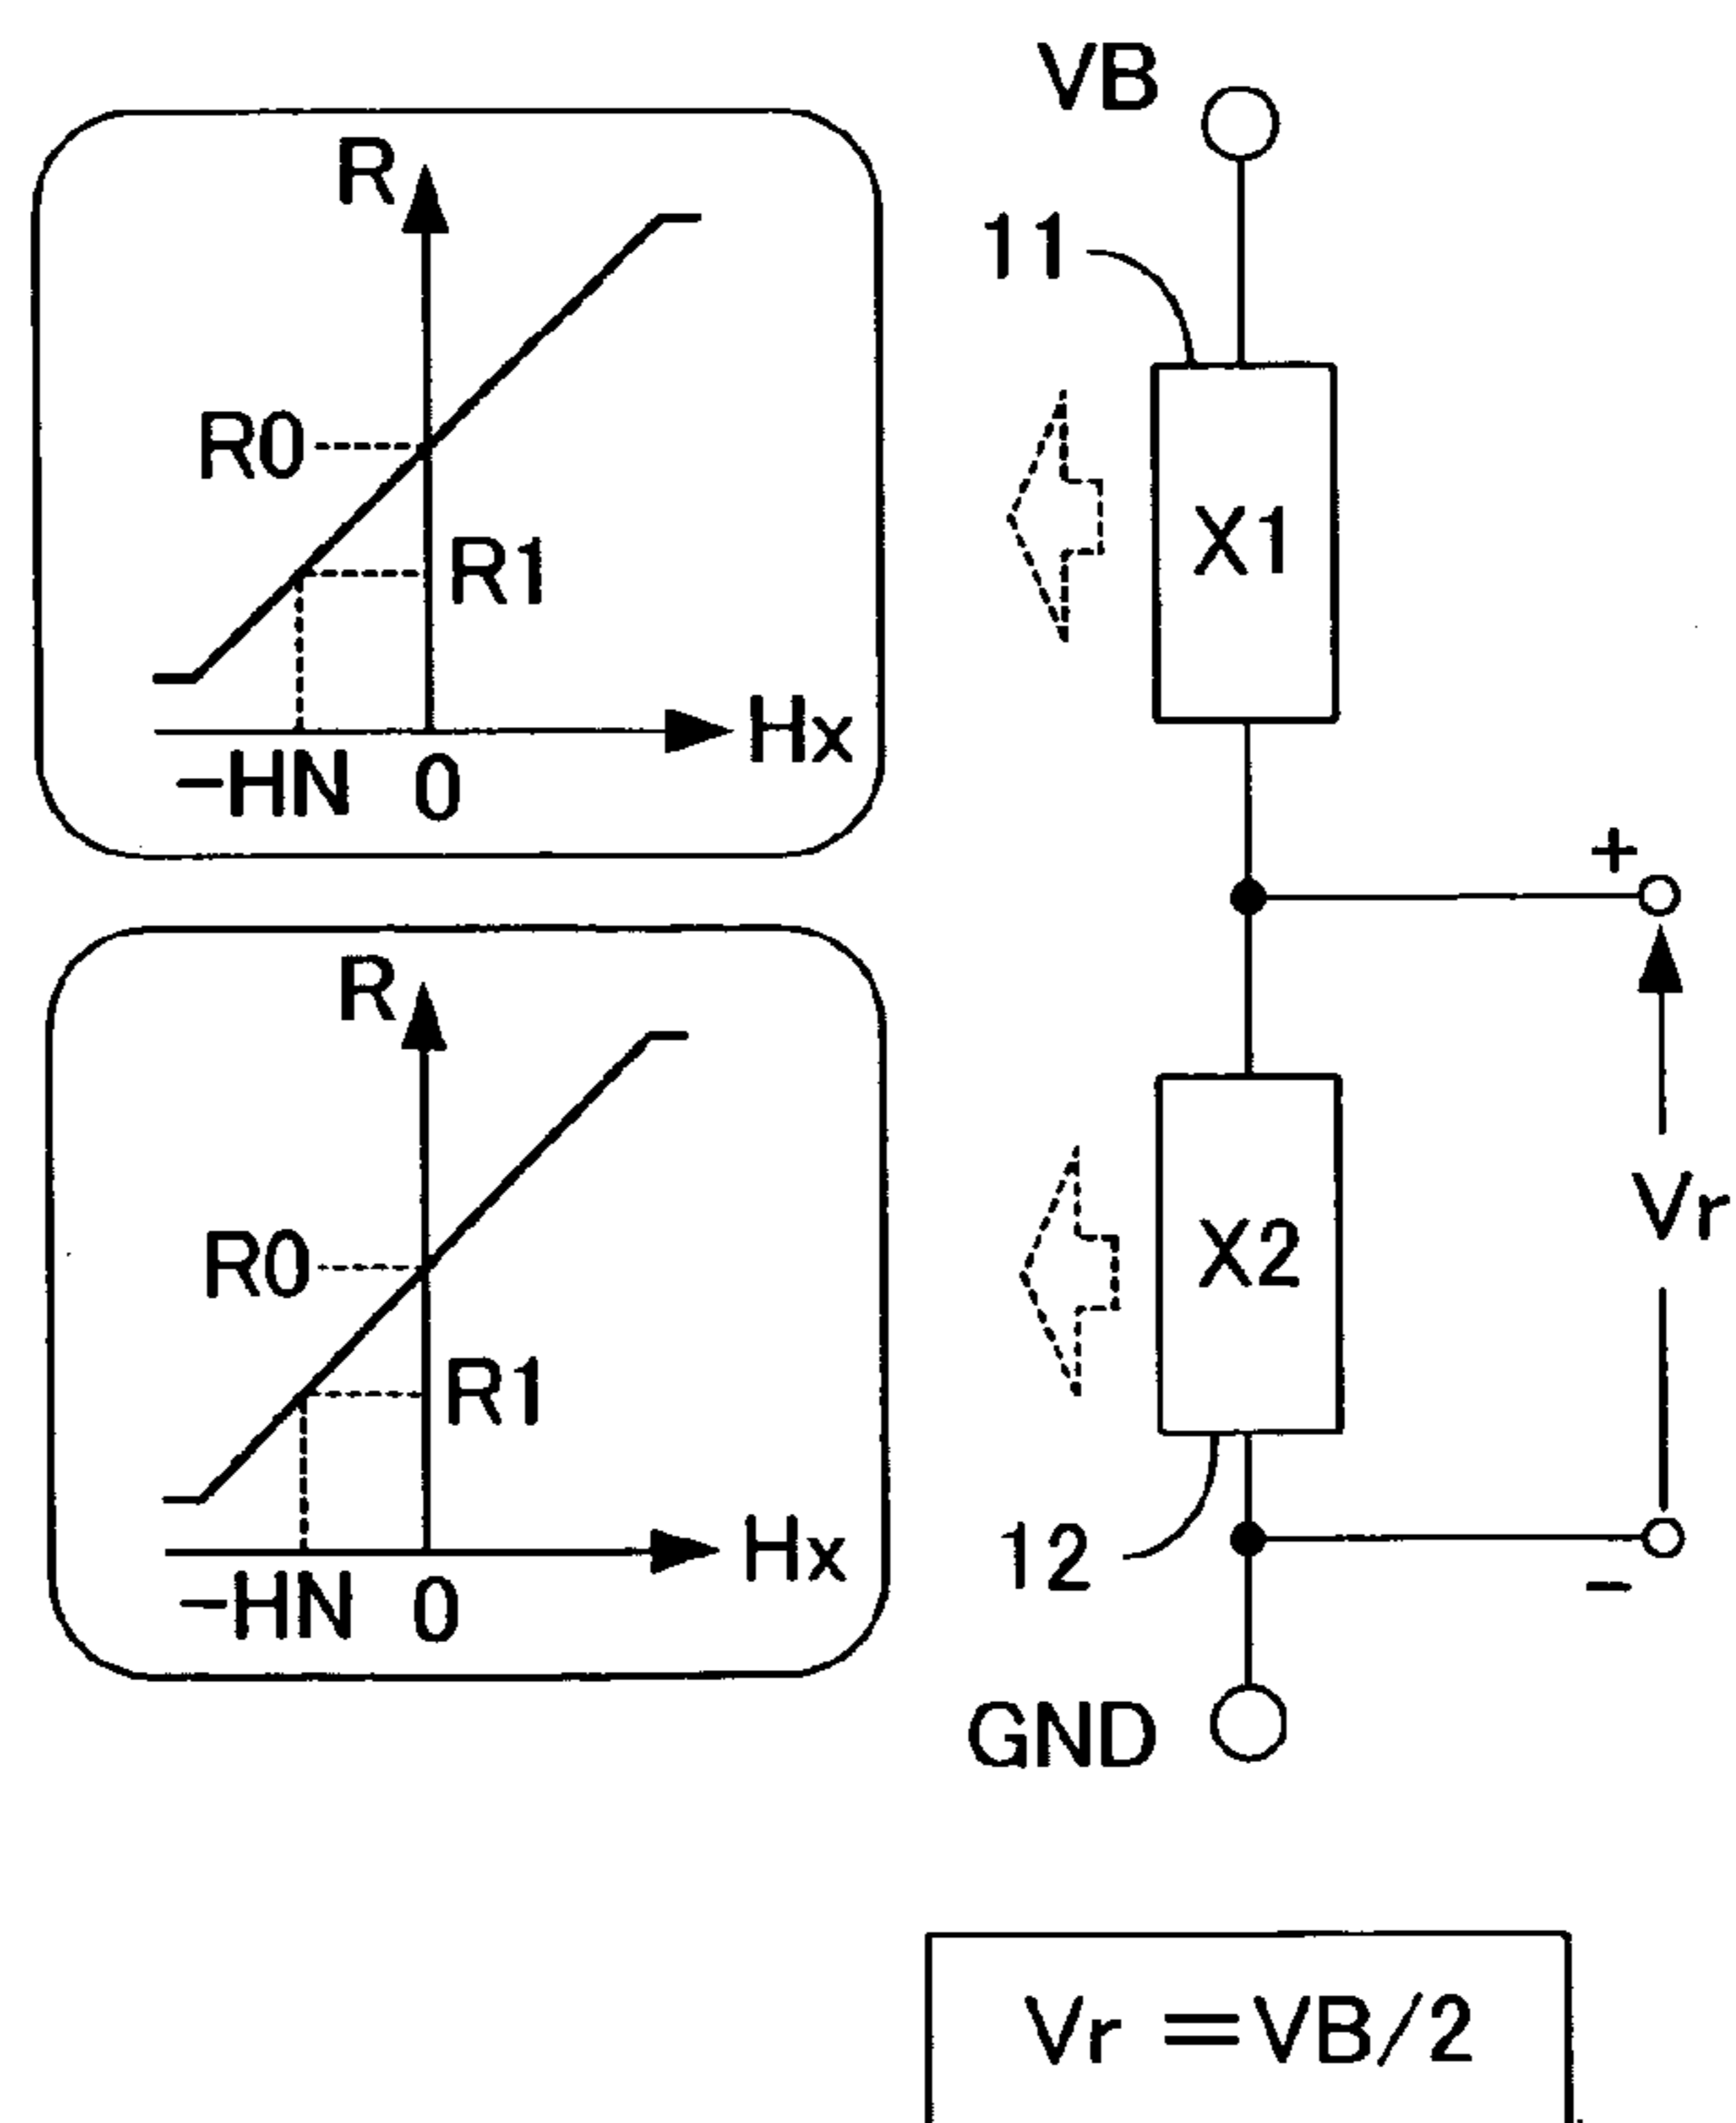 VB
R
11
R0
X1
R1
Hx
-HN 0
+
R
Vr
X2
R0
R1
Hx
12
-HN 0
-
GND
Vr =VB/2